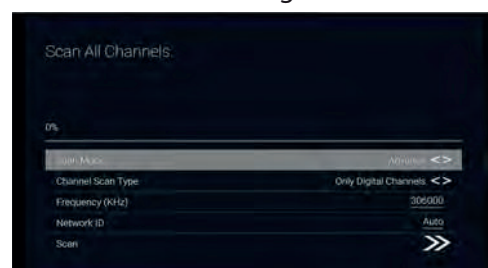 Scan All Channels.
0%
Scan Mode Advance <>
Channel Scan Type Only Digital Channels <>
Frequency (KHz) 306000
Network ID Auto
Scan